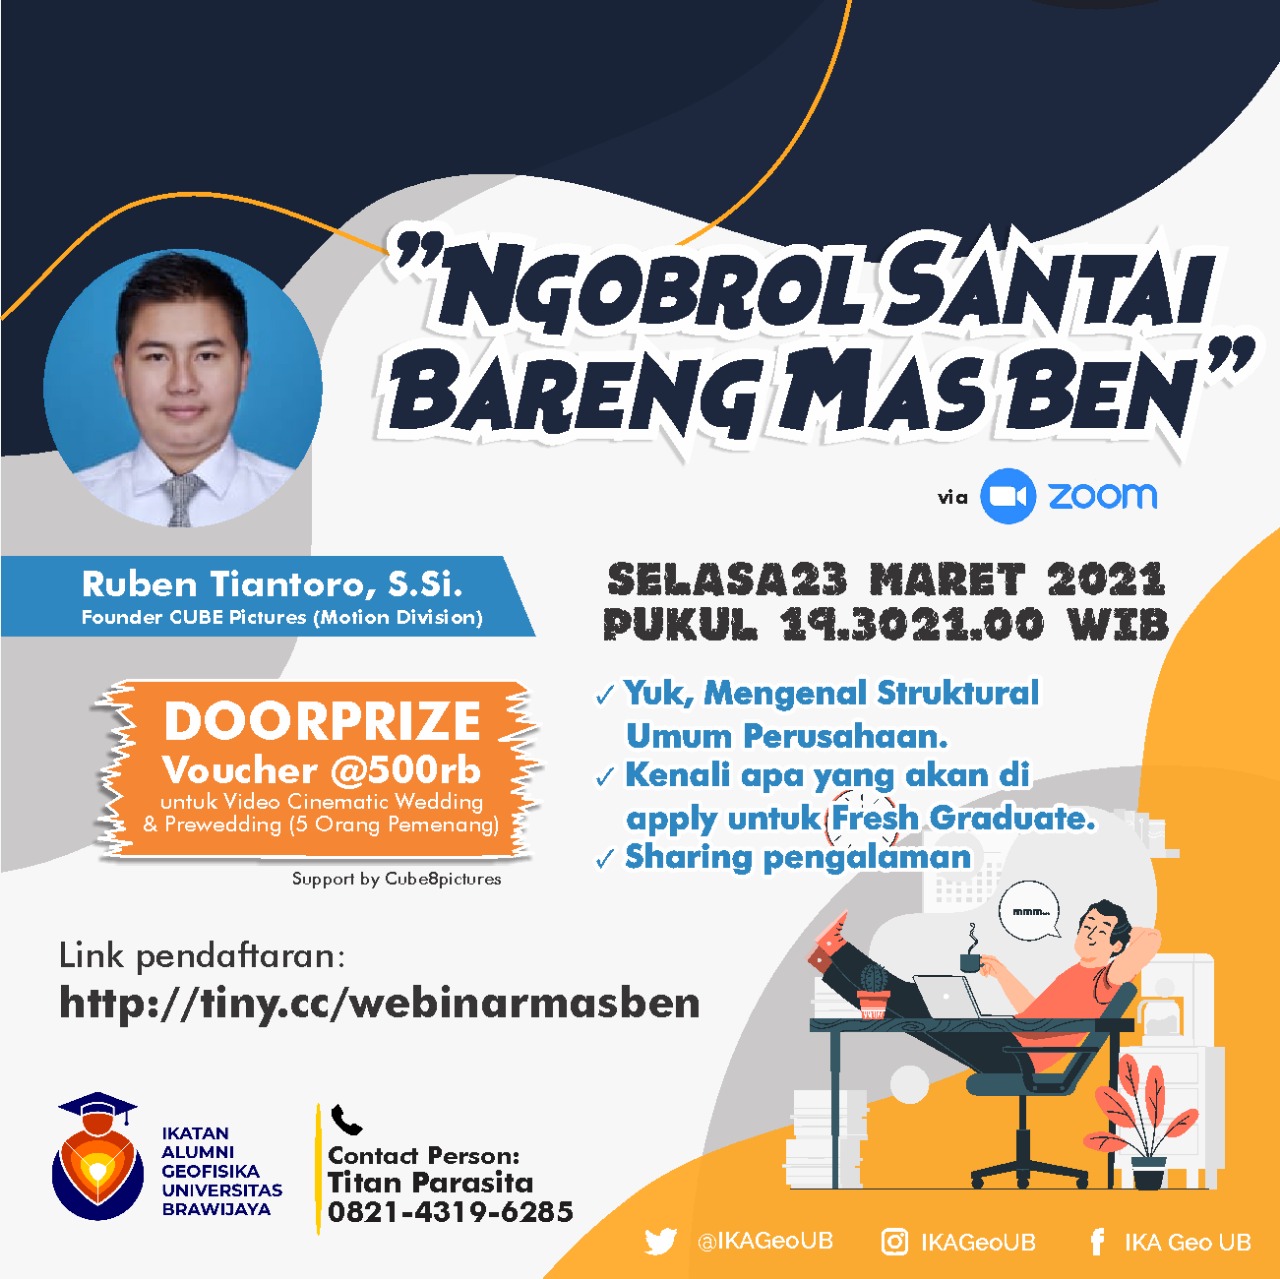 "NGOBROL SANTAI
BARENG MAS BEN"
via zoom
Ruben Tiantoro, S.Si.
Founder CUBE Pictures (Motion Division)
SELASA23 MARET 2021
PUKUL 19.3021.00 WIB
DOORPRIZE
Voucher @500rb
untuk Video Cinematic Wedding
& Prewedding (5 Orang Pemenang)
Support by Cube8pictures
✓ Yuk, Mengenal Struktural
Umum Perusahaan.
✓ Kenali apa yang akan di
apply untuk Fresh Graduate.
✓ Sharing pengalaman
mmm...
Link pendaftaran:
http://tiny.cc/webinarmasben
IKATAN
ALUMNI
GEOFISIKA
UNIVERSITAS
BRAWIJAYA
Contact Person:
Titan Parasita
0821-4319-6285
@IKAGeoUB
IKAGeoUB
IKA Geo UB